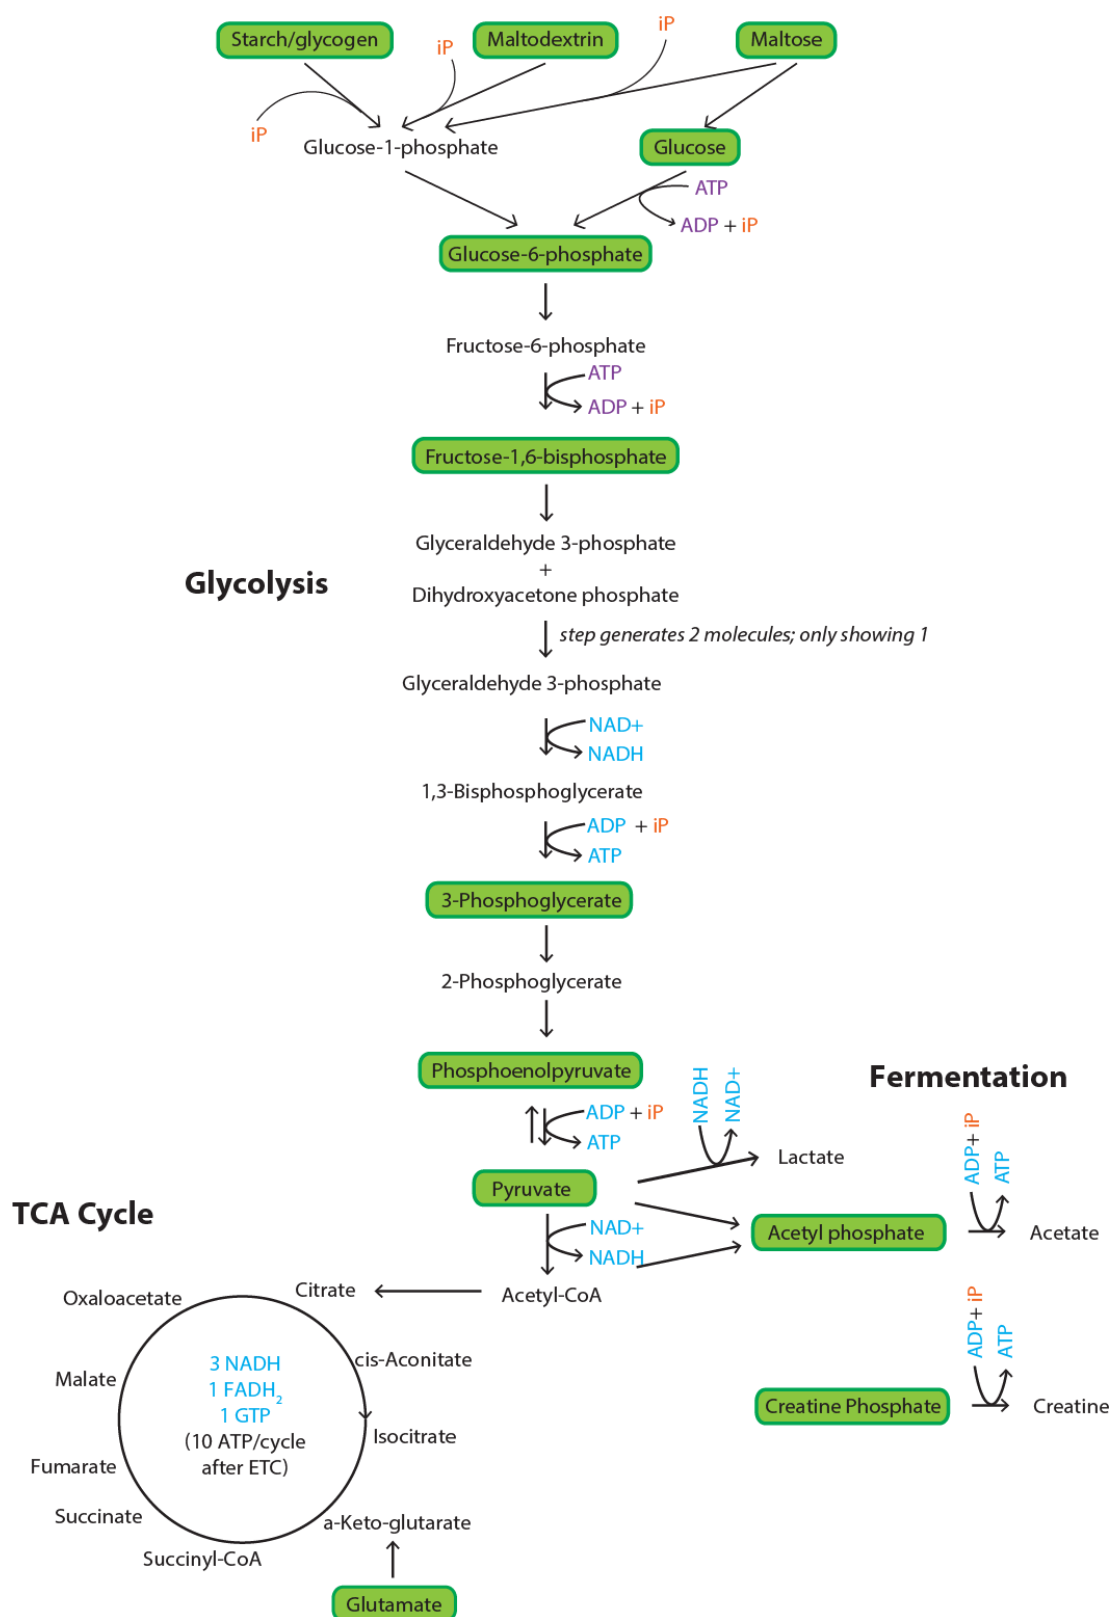 Starch/glycogen
iP
Maltodextrin
iP
Maltose
iP
Glucose-1-phosphate
Glucose
ATP
ADP + iP
Glucose-6-phosphate
Fructose-6-phosphate
ATP
ADP + iP
Fructose-1,6-bisphosphate
Glyceraldehyde 3-phosphate
+
Dihydroxyacetone phosphate
Glycolysis
step generates 2 molecules; only showing 1
Glyceraldehyde 3-phosphate
NAD+
NADH
1,3-Bisphosphoglycerate
ADP + iP
ATP
3-Phosphoglycerate
2-Phosphoglycerate
Phosphoenolpyruvate
ADP + iP
ATP
Pyruvate
NAD+
NADH
Acetyl-CoA
Fermentation
NADH
NAD+
Lactate
Acetyl phosphate
ADP+ iP
ATP
Acetate
Creatine Phosphate
ADP+ iP
ATP
Creatine
TCA Cycle
Citrate
Oxaloacetate
cis-Aconitate
Malate
Isocitrate
Fumarate
Succinate
a-Keto-glutarate
Succinyl-CoA
3 NADH
1 FADH2
1 GTP
(10 ATP/cycle
after ETC)
Glutamate